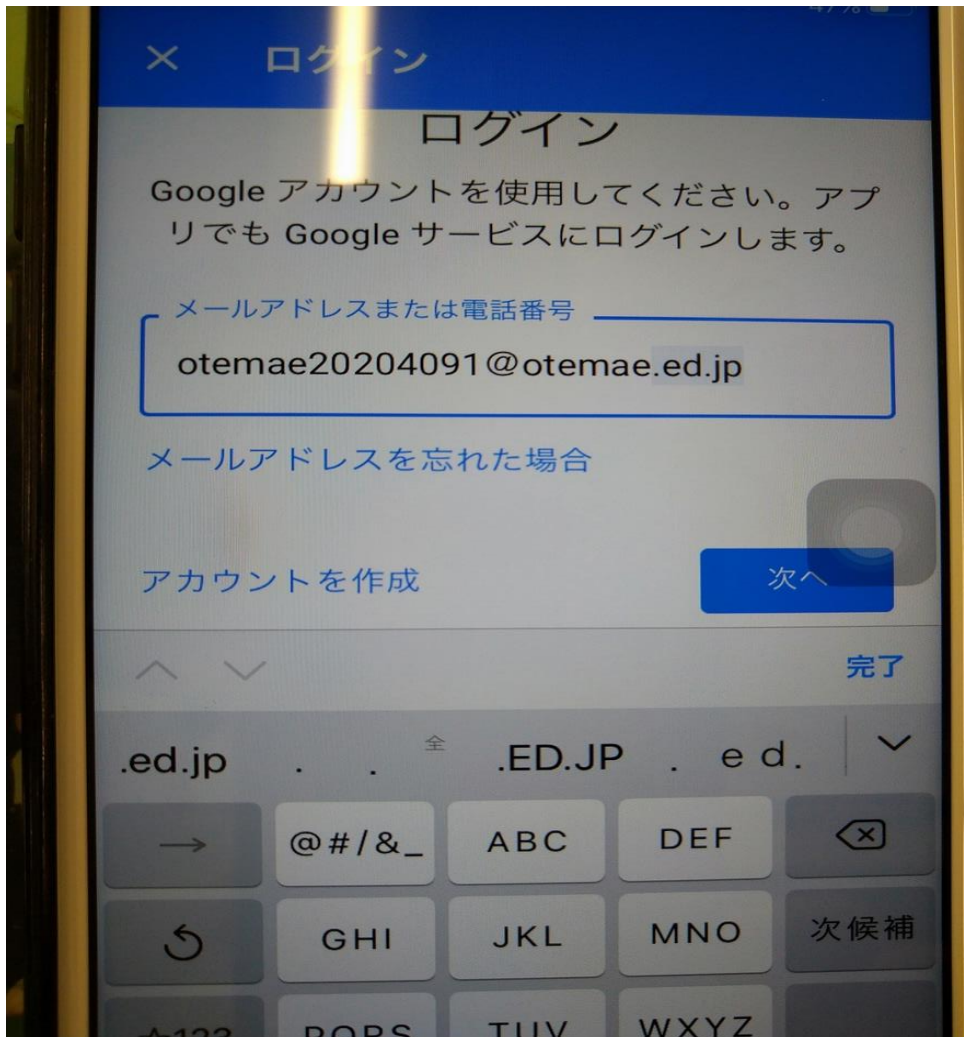 ログイン
ログイン
Google アカウントを使用してください。アプ
リでも Google サービスにログインします。
メールアドレスまたは電話番号
otemae20204091@otemae.ed.jp
メールアドレスを忘れた場合
アカウントを作成
次へ
完了
.ed.jp . . 全 .ED.JP . ed.
→ @#/&_ ABC DEF
GHI JKL MNO 次候補
PQRS TUV WXYZ